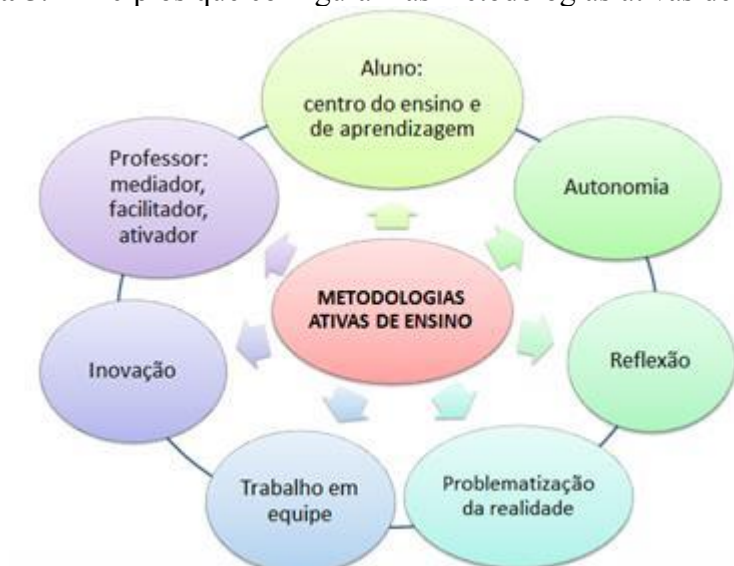 Aluno:
centro do ensino e
de aprendizagem
Autonomia
Reflexão
Problematização
da realidade
Trabalho em
equipe
Inovação
Professor:
mediador,
facilitador,
ativador
METODOLOGIAS
ATIVAS DE ENSINO